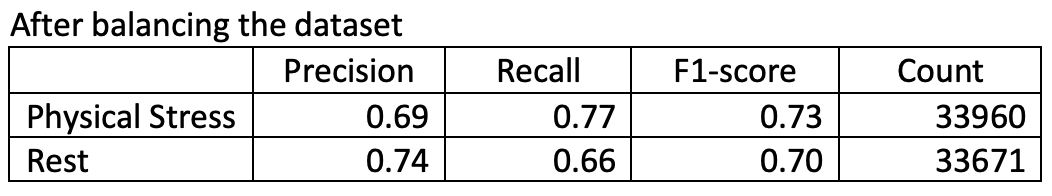 After balancing the dataset
Precision Recall F1-score Count
Physical Stress 0.69 0.77 0.73 33960
Rest 0.74 0.66 0.70 33671